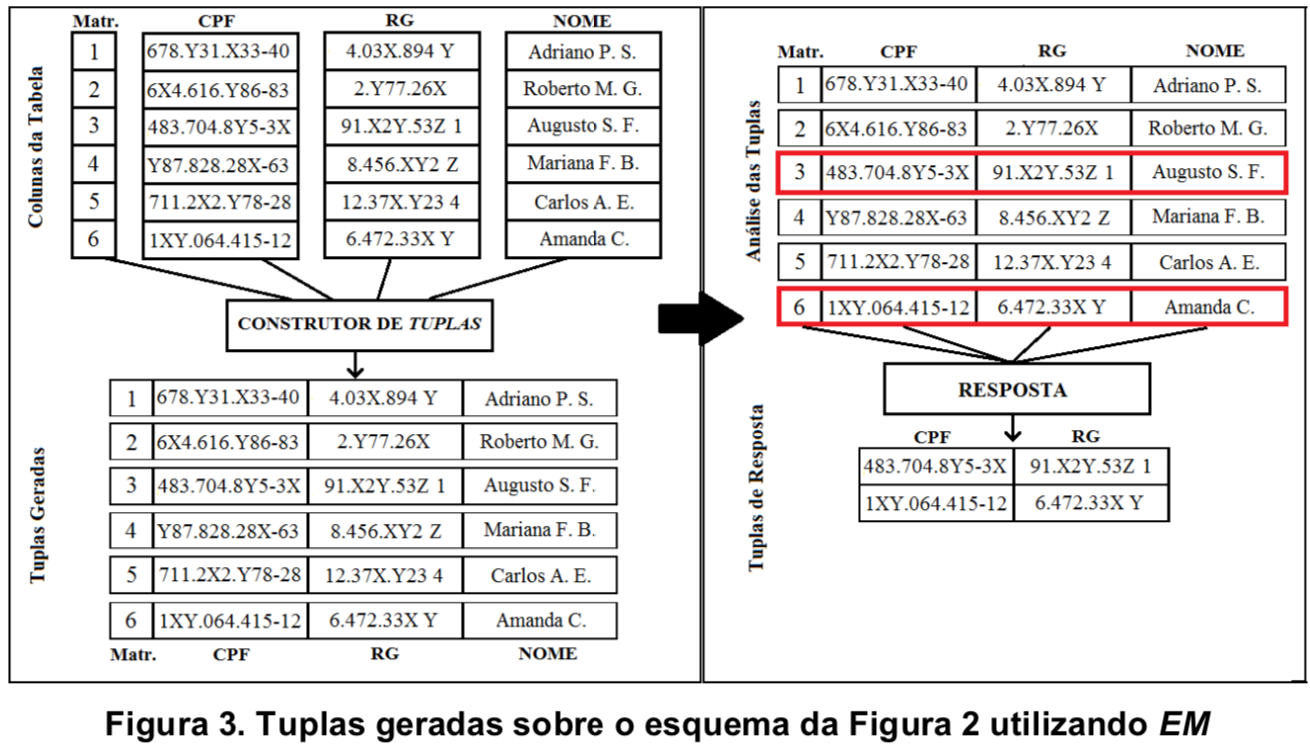 Colunas da Tabela
Matr. CPF RG NOME
1 678.Y31.X33-40 4.03X.894 Y Adriano P. S.
2 6X4.616.Y86-83 2.Y77.26X Roberto M. G.
3 483.704.8Y5-3X 91.X2Y.53Z 1 Augusto S. F.
4 Y87.828.28X-63 8.456.XY2 Z Mariana F. B.
5 711.2X2.Y78-28 12.37X.Y23 4 Carlos A. E.
6 1XY.064.415-12 6.472.33X Y Amanda C.
CONSTRUTOR DE TUPLAS
Tuplas Geradas
1 678.Y31.X33-40 4.03X.894 Y Adriano P. S.
2 6X4.616.Y86-83 2.Y77.26X Roberto M. G.
3 483.704.8Y5-3X 91.X2Y.53Z 1 Augusto S. F.
4 Y87.828.28X-63 8.456.XY2 Z Mariana F. B.
5 711.2X2.Y78-28 12.37X.Y23 4 Carlos A. E.
6 1XY.064.415-12 6.472.33X Y Amanda C.
Matr. CPF RG NOME
Análise das Tuplas
Matr. CPF RG NOME
1 678.Y31.X33-40 4.03X.894 Y Adriano P. S.
2 6X4.616.Y86-83 2.Y77.26X Roberto M. G.
3 483.704.8Y5-3X 91.X2Y.53Z 1 Augusto S. F.
4 Y87.828.28X-63 8.456.XY2 Z Mariana F. B.
5 711.2X2.Y78-28 12.37X.Y23 4 Carlos A. E.
6 1XY.064.415-12 6.472.33X Y Amanda C.
RESPOSTA
Tuplas de Resposta
CPF RG
483.704.8Y5-3X 91.X2Y.53Z 1
1XY.064.415-12 6.472.33X Y
Figura 3. Tuplas geradas sobre o esquema da Figura 2 utilizando EM